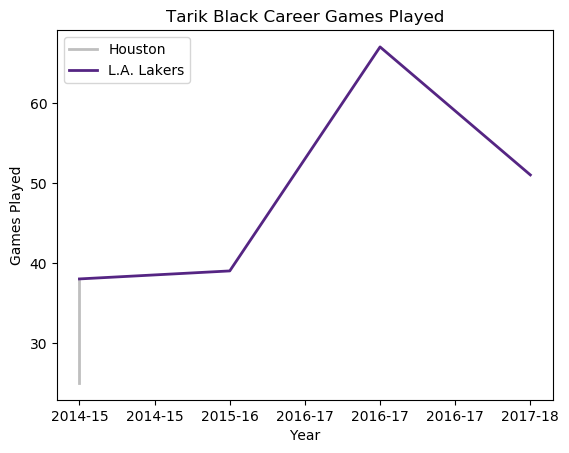 Tarik Black Career Games Played
Houston
L.A. Lakers
Games Played
60
50
40
30
2014-15 2014-15 2015-16 2016-17 2016-17 2016-17 2017-18
Year